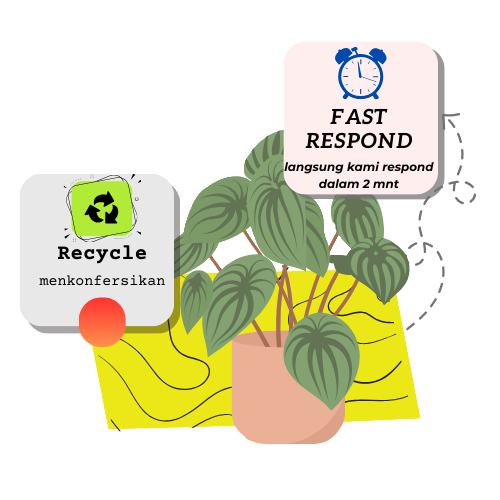 FAST
RESPOND
langsung kami respond
dalam 2 mnt
Recycle
menkonfersikan